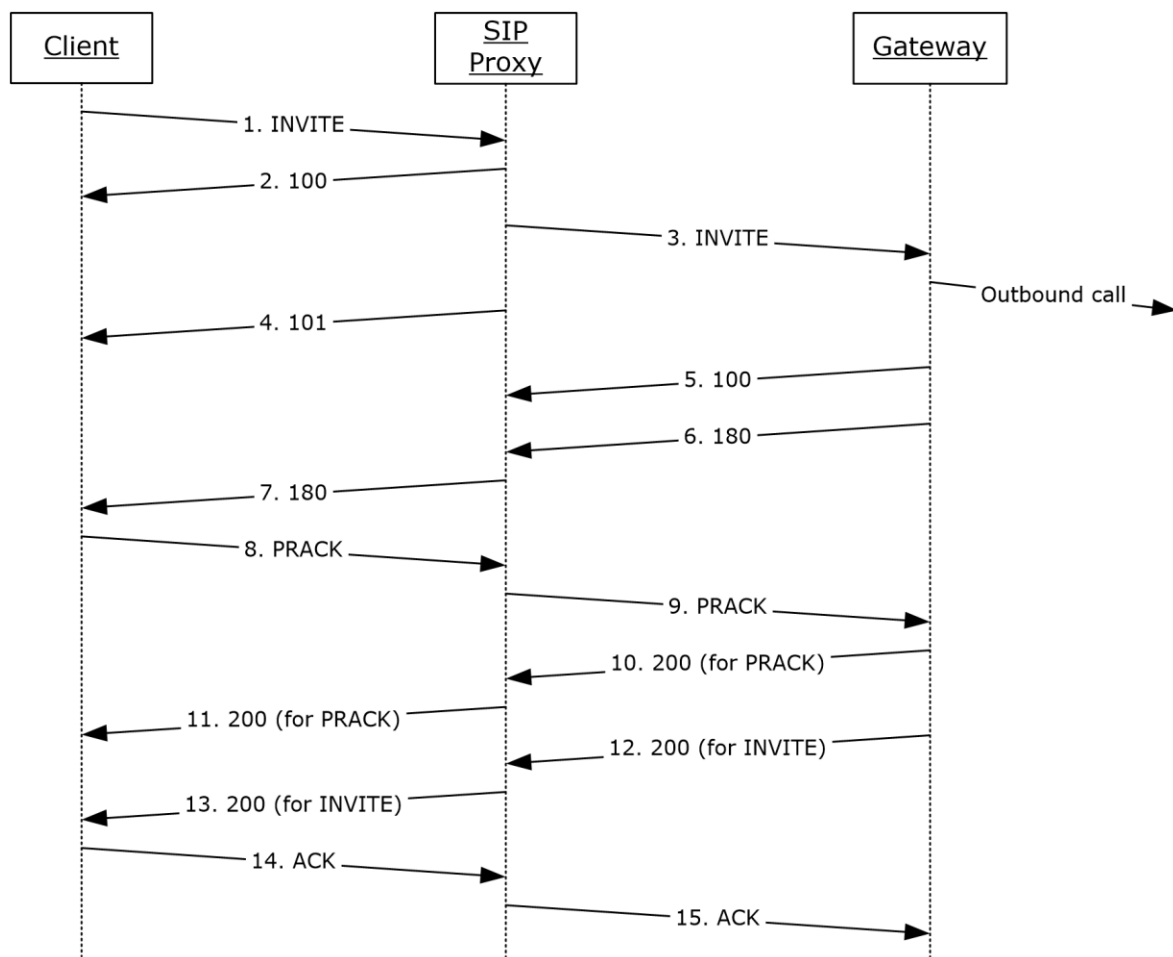 Client
SIP
Proxy
Gateway
1. INVITE
2. 100
3. INVITE
Outbound call
4. 101
5. 100
6. 180
7. 180
8. PRACK
9. PRACK
10. 200 (for PRACK)
11. 200 (for PRACK)
12. 200 (for INVITE)
13. 200 (for INVITE)
14. ACK
15. ACK